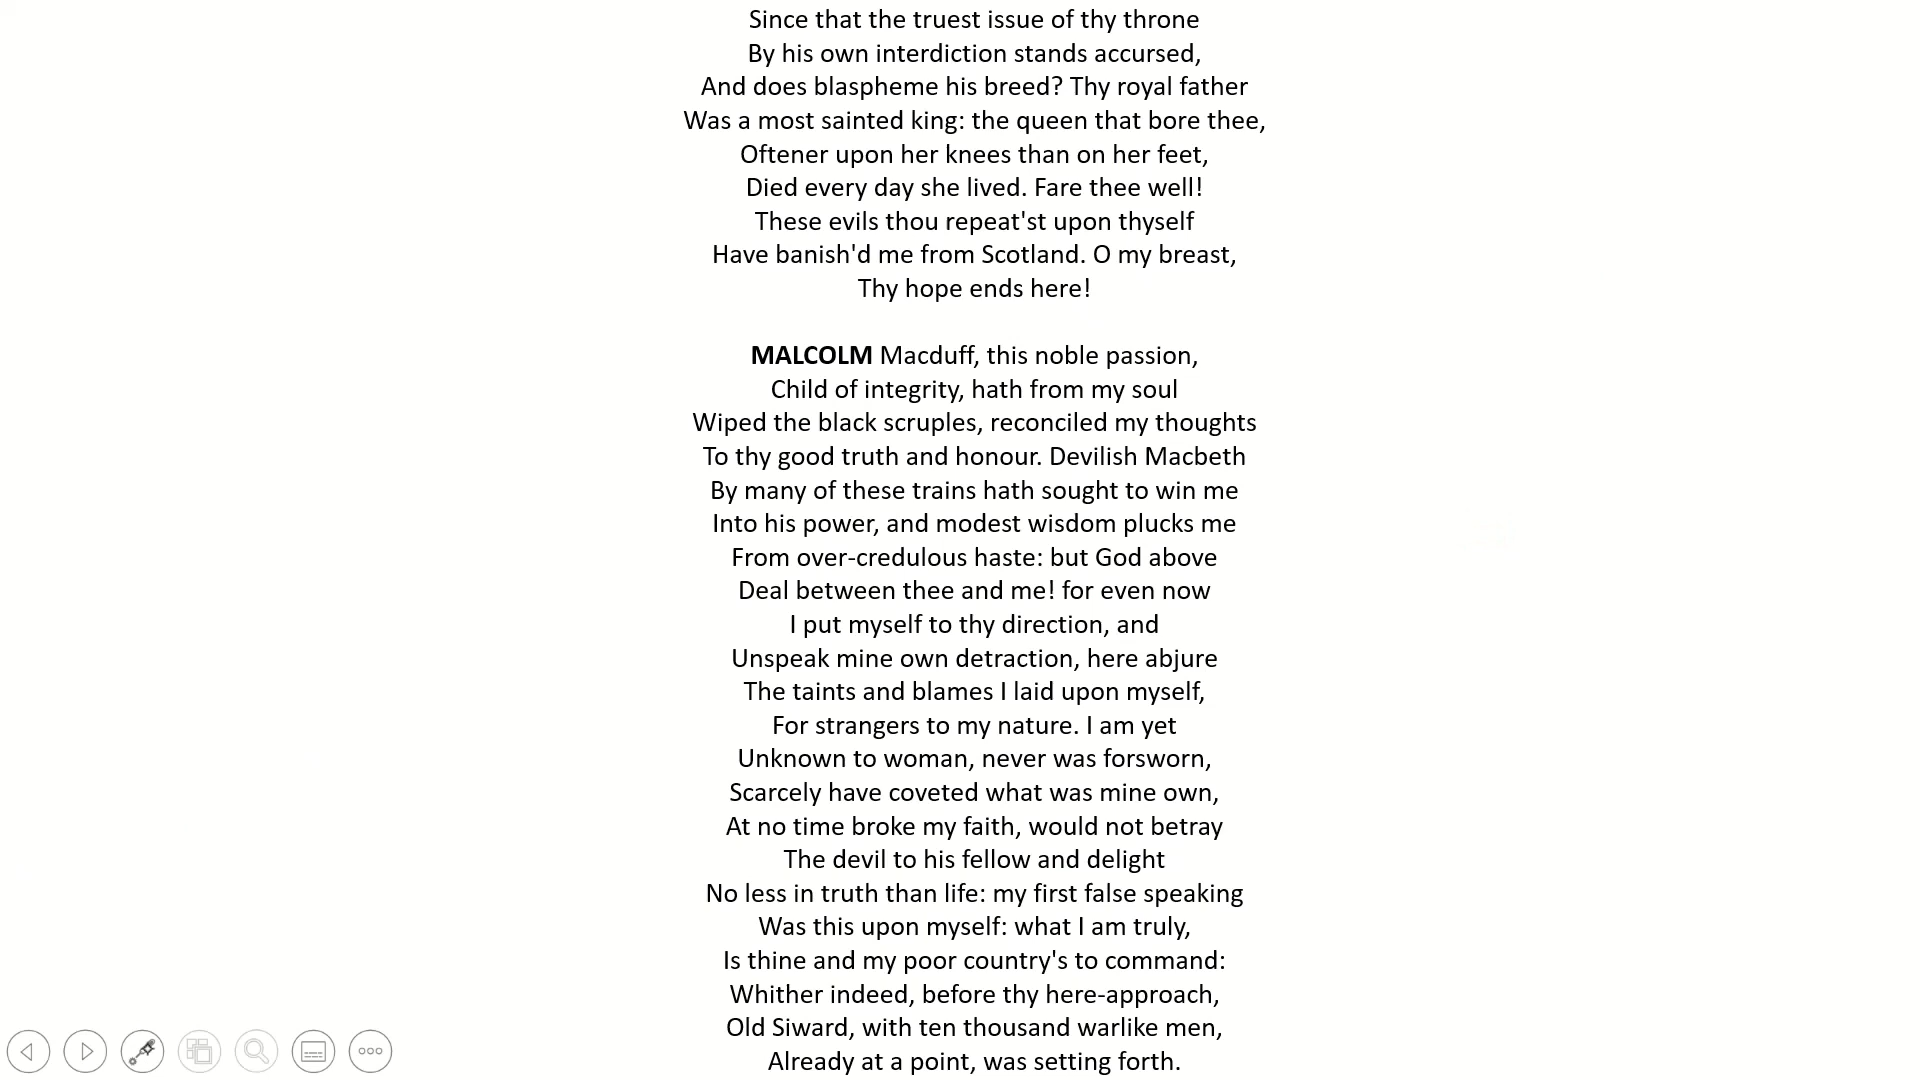 Since that the truest issue of thy throne
By his own interdiction stands accursed,
And does blaspheme his breed? Thy royal father
Was a most sainted king: the queen that bore thee,
Oftener upon her knees than on her feet,
Died every day she lived. Fare thee well!
These evils thou repeat'st upon thyself
Have banish'd me from Scotland. O my breast,
Thy hope ends here!
MALCOLM Macduff, this noble passion,
Child of integrity, hath from my soul
Wiped the black scruples, reconciled my thoughts
To thy good truth and honour. Devilish Macbeth
By many of these trains hath sought to win me
Into his power, and modest wisdom plucks me
From over-credulous haste: but God above
Deal between thee and me! for even now
I put myself to thy direction, and
Unspeak mine own detraction, here abjure
The taints and blames I laid upon myself,
For strangers to my nature. I am yet
Unknown to woman, never was forsworn,
Scarcely have coveted what was mine own,
At no time broke my faith, would not betray
The devil to his fellow and delight
No less in truth than life: my first false speaking
Was this upon myself: what I am truly,
Is thine and my poor country's to command:
Whither indeed, before thy here-approach,
Old Siward, with ten thousand warlike men,
Already at a point, was setting forth.